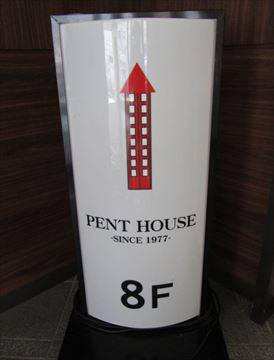 PENT HOUSE
-SINCE 1977-
8F